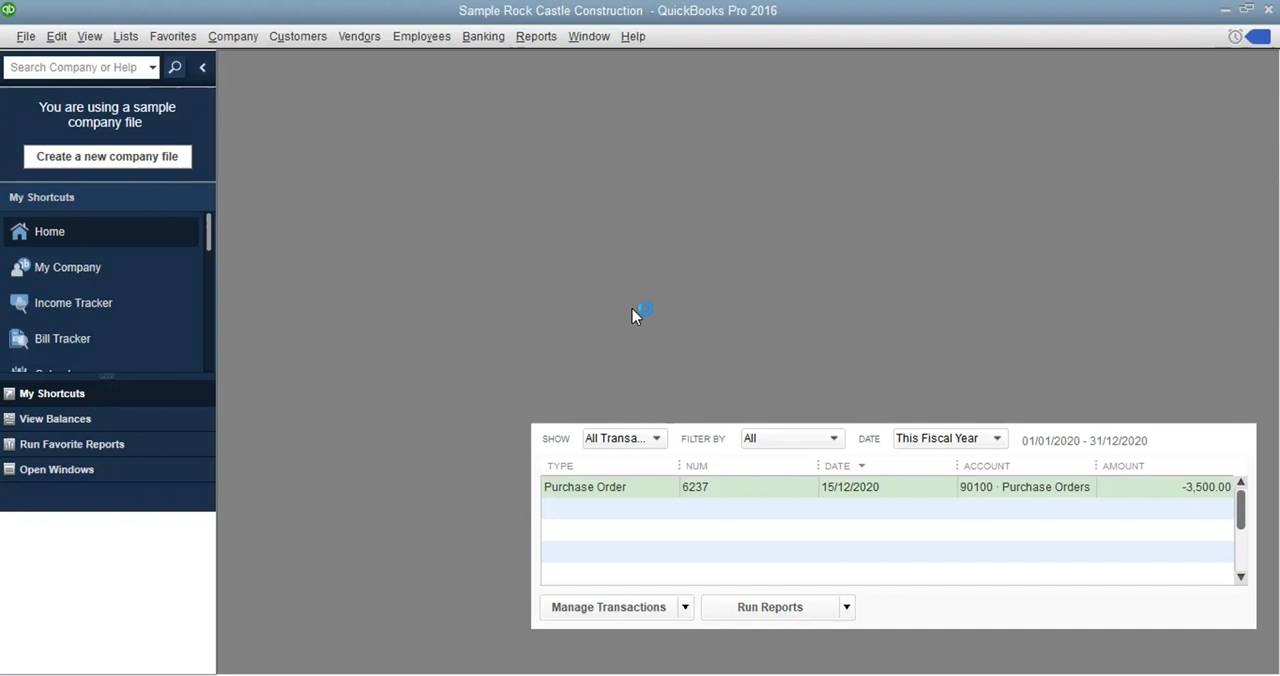 Sample Rock Castle Construction - QuickBooks Pro 2016
File Edit View Lists Favorites Company Customers Vendors Employees Banking Reports Window Help
Search Company or Help
You are using a sample
company file
Create a new company file
My Shortcuts
Home
My Company
Income Tracker
Bill Tracker
My Shortcuts
View Balances
Run Favorite Reports
Open Windows
SHOW All Transa... FILTER BY All DATE This Fiscal Year 01/01/2020 - 31/12/2020
TYPE NUM DATE ACCOUNT AMOUNT
Purchase Order 6237 15/12/2020 90100 · Purchase Orders -3,500.00
Manage Transactions Run Reports